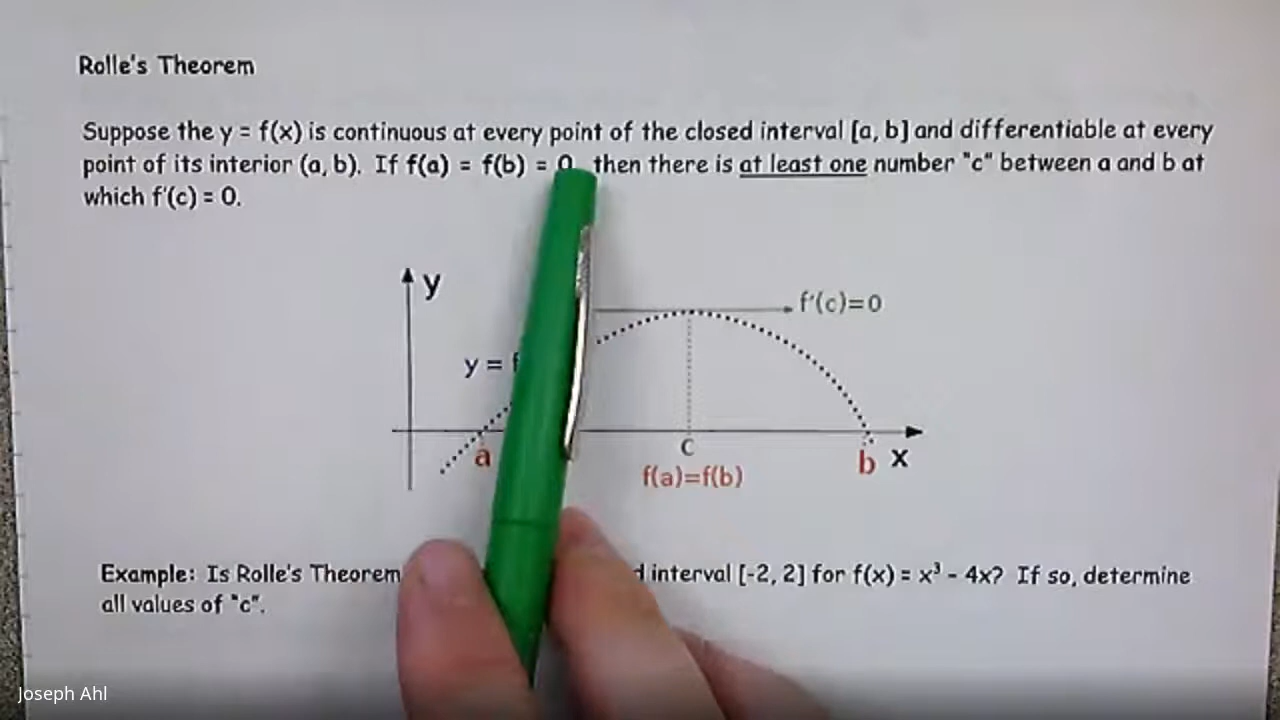 Rolle's Theorem
Suppose the y = f(x) is continuous at every point of the closed interval [a, b] and differentiable at every
point of its interior (a, b). If f(a) = f(b) = 0 then there is at least one number "c" between a and b at
which f'(c) = 0.
y
f'(c)=0
y = f
a
c
b x
f(a)=f(b)
Example: Is Rolle's Theorem interval [-2, 2] for f(x) = x³ - 4x? If so, determine
all values of "c".
Joseph Ahl